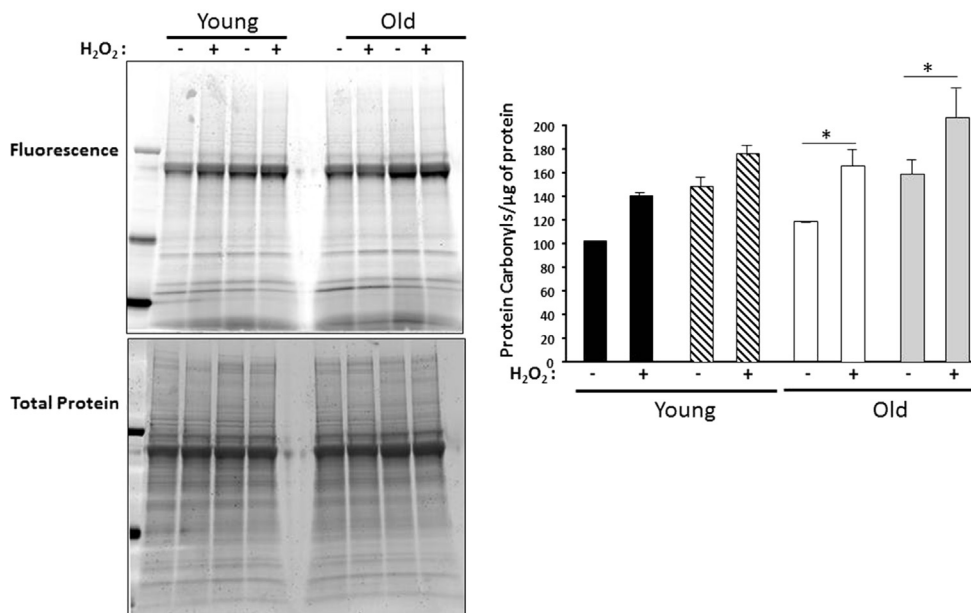 Young Old
H₂O₂ : - + - + - + - +
Fluorescence
Total Protein
* *
Protein Carbonyls/μg of protein
200
180
160
140
120
100
80
60
40
20
0
H₂O₂ : - + - + - + - +
Young Old